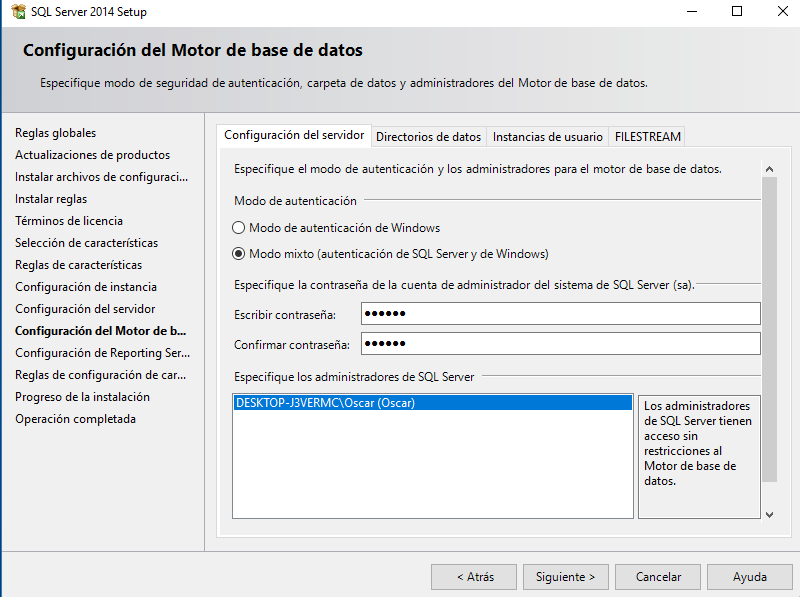 SQL Server 2014 Setup
Configuración del Motor de base de datos
Especifique modo de seguridad de autenticación, carpeta de datos y administradores del Motor de base de datos.
Reglas globales
Actualizaciones de productos
Instalar archivos de configuraci...
Instalar reglas
Términos de licencia
Selección de características
Reglas de características
Configuración de instancia
Configuración del servidor
Configuración del Motor de b...
Configuración de Reporting Ser...
Reglas de configuración de car...
Progreso de la instalación
Operación completada
Configuración del servidor
Directorios de datos
Instancias de usuario
FILESTREAM
Especifique el modo de autenticación y los administradores para el motor de base de datos.
Modo de autenticación
Modo de autenticación de Windows
Modo mixto (autenticación de SQL Server y de Windows)
Especifique la contraseña de la cuenta de administrador del sistema de SQL Server (sa).
Escribir contraseña: ●●●●●●
Confirmar contraseña: ●●●●●●
Especifique los administradores de SQL Server
DESKTOP-J3VERMC\Oscar (Oscar)
Los administradores
de SQL Server tienen
acceso sin
restricciones al
Motor de base de
datos.
< Atrás
Siguiente >
Cancelar
Ayuda